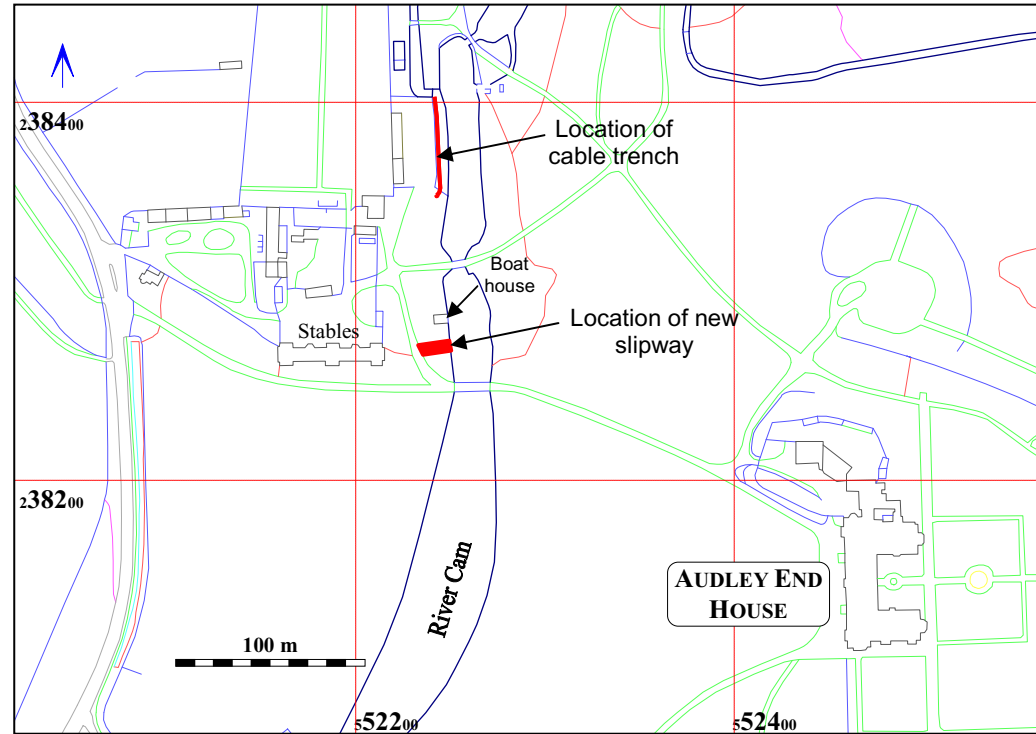 238400
Location of
cable trench
Boat
house
Stables
Location of new
slipway
238200
River Cam
AUDLEY END
HOUSE
100 m
552200
552400